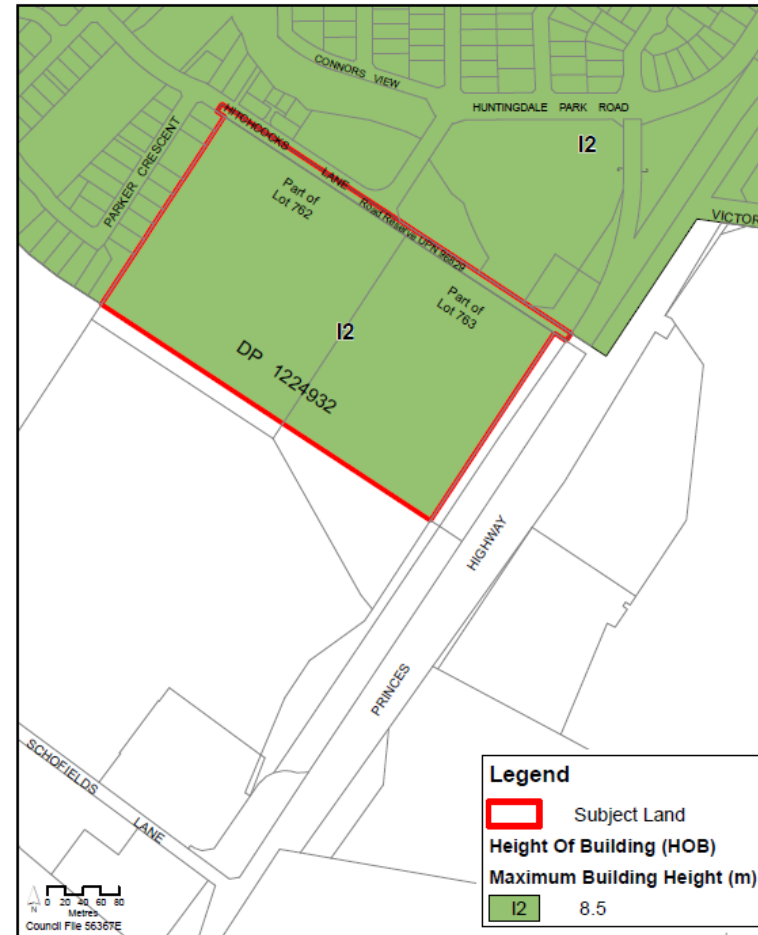 CONNORS VIEW
HUNTINGDALE PARK ROAD
I2
HITCHCOCKS
LANE
Road Reserve UPN 96829
PARKER CRESCENT
VICTOR
Part of
Lot 762
Part of
Lot 763
I2
DP 1224932
HIGHWAY
PRINCES
SCHOFIELDS
LANE
Legend
Subject Land
Height Of Building (HOB)
Maximum Building Height (m)
I2 8.5
N
0 20 40 60 80
Metres
Council File 56367E